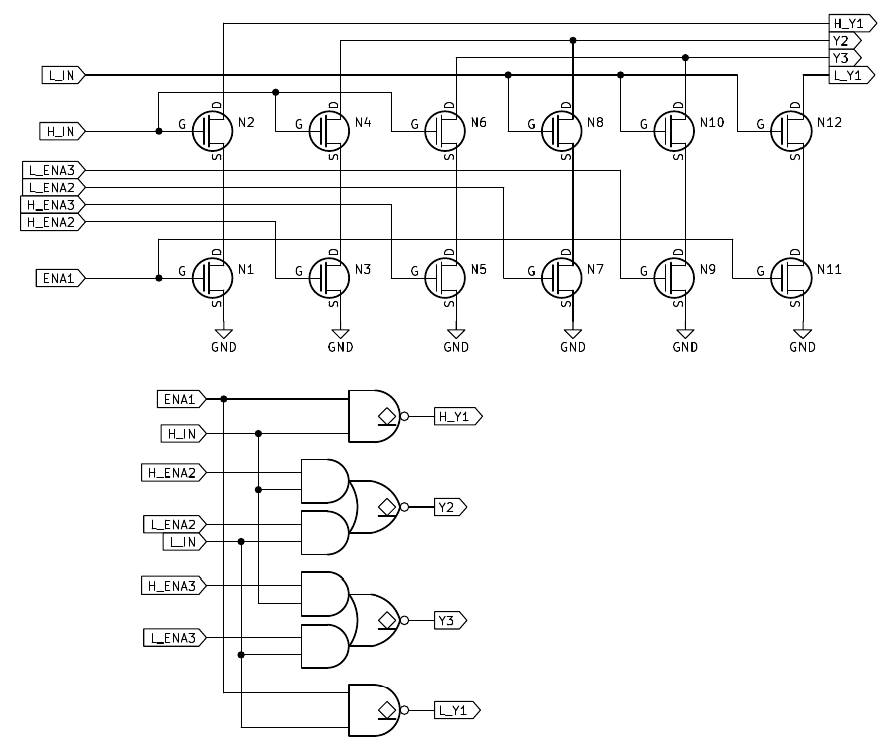 H_Y1
Y2
Y3
L_IN L_Y1
D D D D D D
H_IN G N2 G N4 G N6 G N8 G N10 G N12
S S S S S S
L_ENA3
L_ENA2
H_ENA3
H_ENA2
D D D D D D
ENA1 G N1 G N3 G N5 G N7 G N9 G N11
S S S S S S
GND GND GND GND GND GND
ENA1
H_Y1
H_IN
H_ENA2
Y2
L_ENA2
L_IN
H_ENA3
Y3
L_ENA3
L_Y1